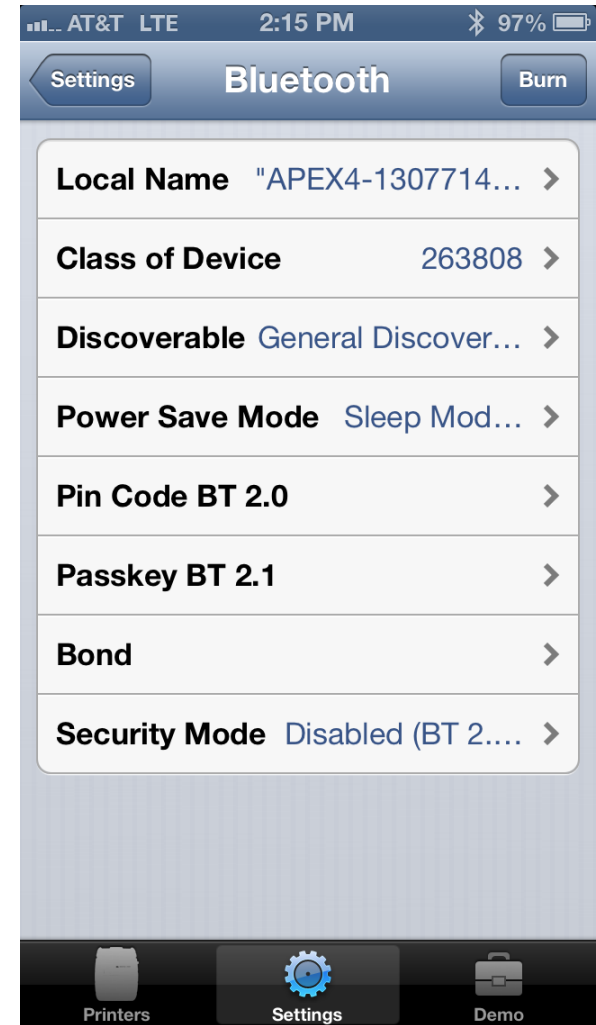 AT&T LTE 2:15 PM 97%
Settings Bluetooth Burn
Local Name "APEX4-1307714...
Class of Device 263808
Discoverable General Discover...
Power Save Mode Sleep Mod...
Pin Code BT 2.0
Passkey BT 2.1
Bond
Security Mode Disabled (BT 2....
Printers Settings Demo